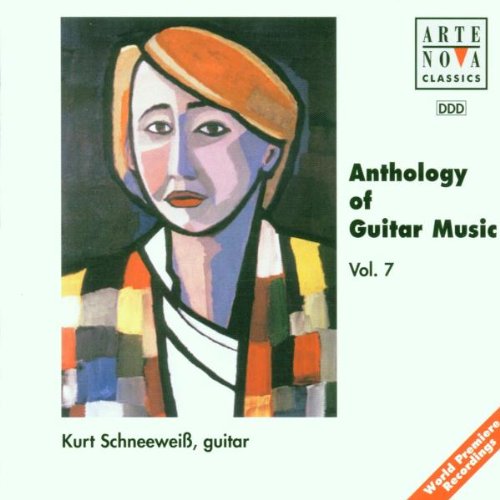 ARTE
NOVA
CLASSICS
DDD
Anthology
of
Guitar Music
Vol. 7
Kurt Schneeweiß, guitar
World Premiere
Recordings